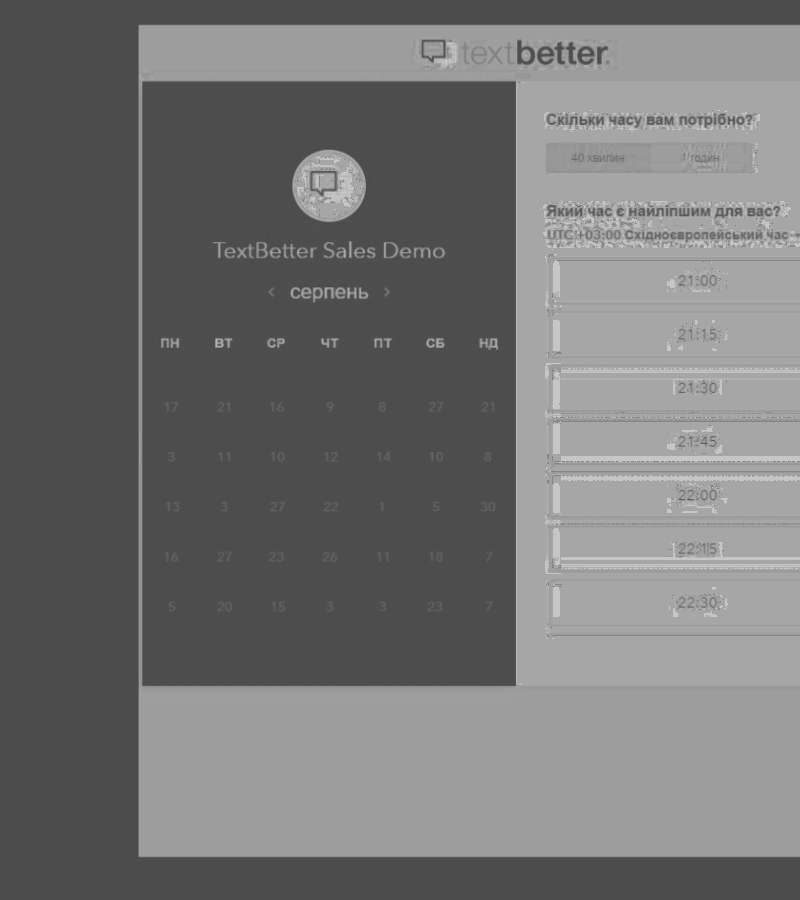 textbetter.
TextBetter Sales Demo
‹ серпень ›
ПН ВТ СР ЧТ ПТ СБ НД
17 21 16 9 8 27 21
3 11 10 12 14 10 8
13 3 27 22 1 5 30
16 27 23 26 11 18 7
5 20 15 3 3 23 7
Скільки часу вам потрібно?
40 хвилин 1 годин
Який час є найліпшим для вас?
UTC +03:00 Східноєвропейський час
21:00
21:15
21:30
21:45
22:00
22:15
22:30